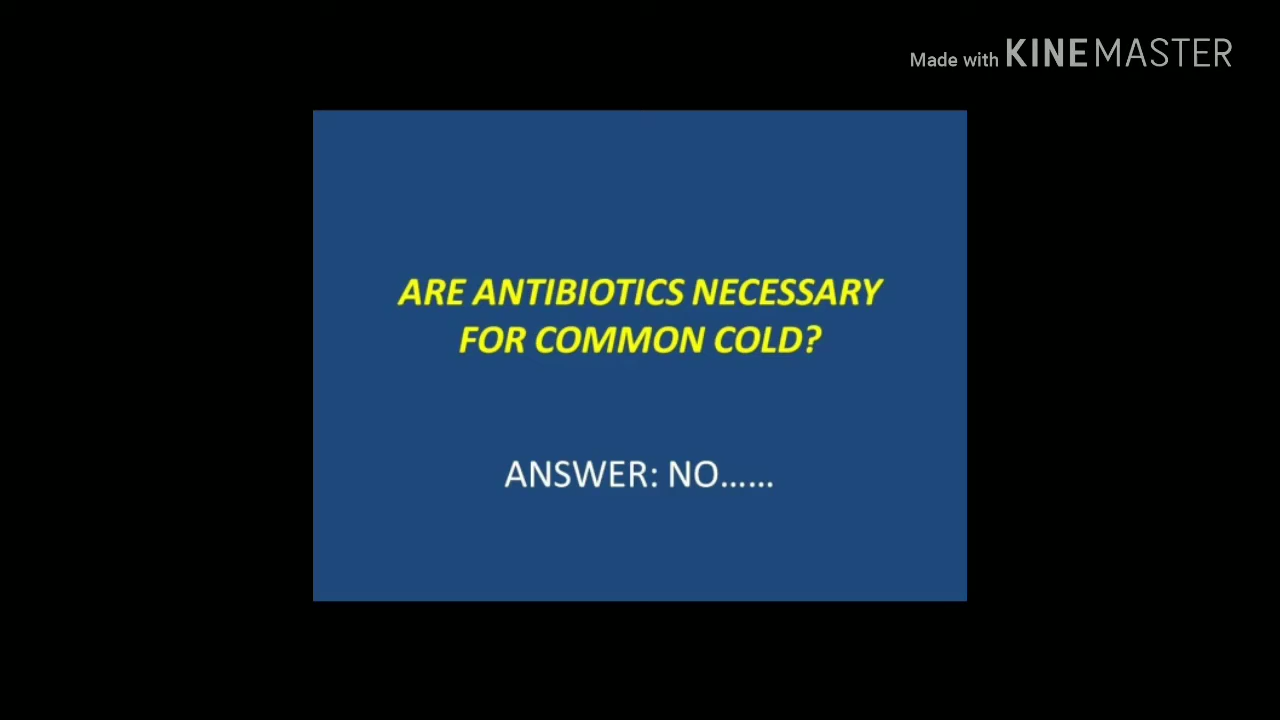 Made with KINEMASTER
ARE ANTIBIOTICS NECESSARY
FOR COMMON COLD?
ANSWER: NO......